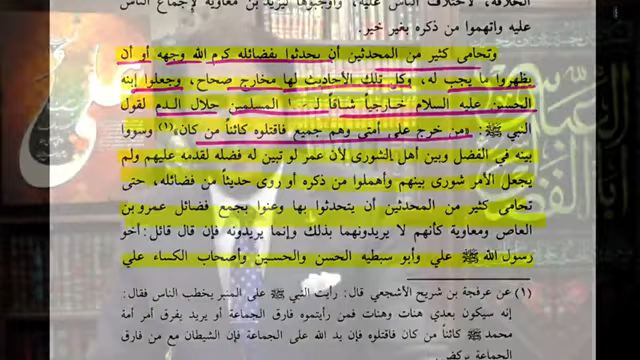 الخلافة، لاختلاف الناس عليه، وأوجبوها ليزيد بن معاوية لإجماع الناس
عليه واتهموا من ذكره بغير خير.
وتحامى كثير من المحدثين أن يحدثوا بفضائله كرم الله وجهه أو أن
يظهروا ما يجب له، وكل تلك الأحاديث لها مخارج صحاح، وجعلوا ابنه
الحسين عليه السلام خارجياً شاقاً المسلمين حلال الدم لقول
النبي ﷺ: «من خرج على أمتي وهم جميع فاقتلوه كائناً من كان»(١) وسووا
بينه في الفضل وبين أهل الشورى لأن عمر لو تبين له فضله لقدمه عليهم ولم
يجعل الأمر شورى بينهم وأهملوا من ذكره أو روى حديثاً من فضائله، حتى
تحامى كثير من المحدثين أن يتحدثوا بها وعنوا بجمع فضائل عمرو بن
العاص ومعاوية كأنهم لا يريدونهما بذلك وإنما يريدونه فإن قال قائل: أخو
رسول الله ﷺ علي وأبو سبطيه الحسن والحسين وأصحاب الكساء علي
(١) عن عرفجة بن شريح الأشجعي قال: رأيت النبي ﷺ على المنبر يخطب الناس فقال:
إنه سيكون بعدي هنات وهنات فمن رأيتموه فارق الجماعة أو يريد يفرق أمر أمة
محمد ﷺ كائناً من كان فاقتلوه فإن يد الله على الجماعة فإن الشيطان مع من فارق
الجماعة يركض.